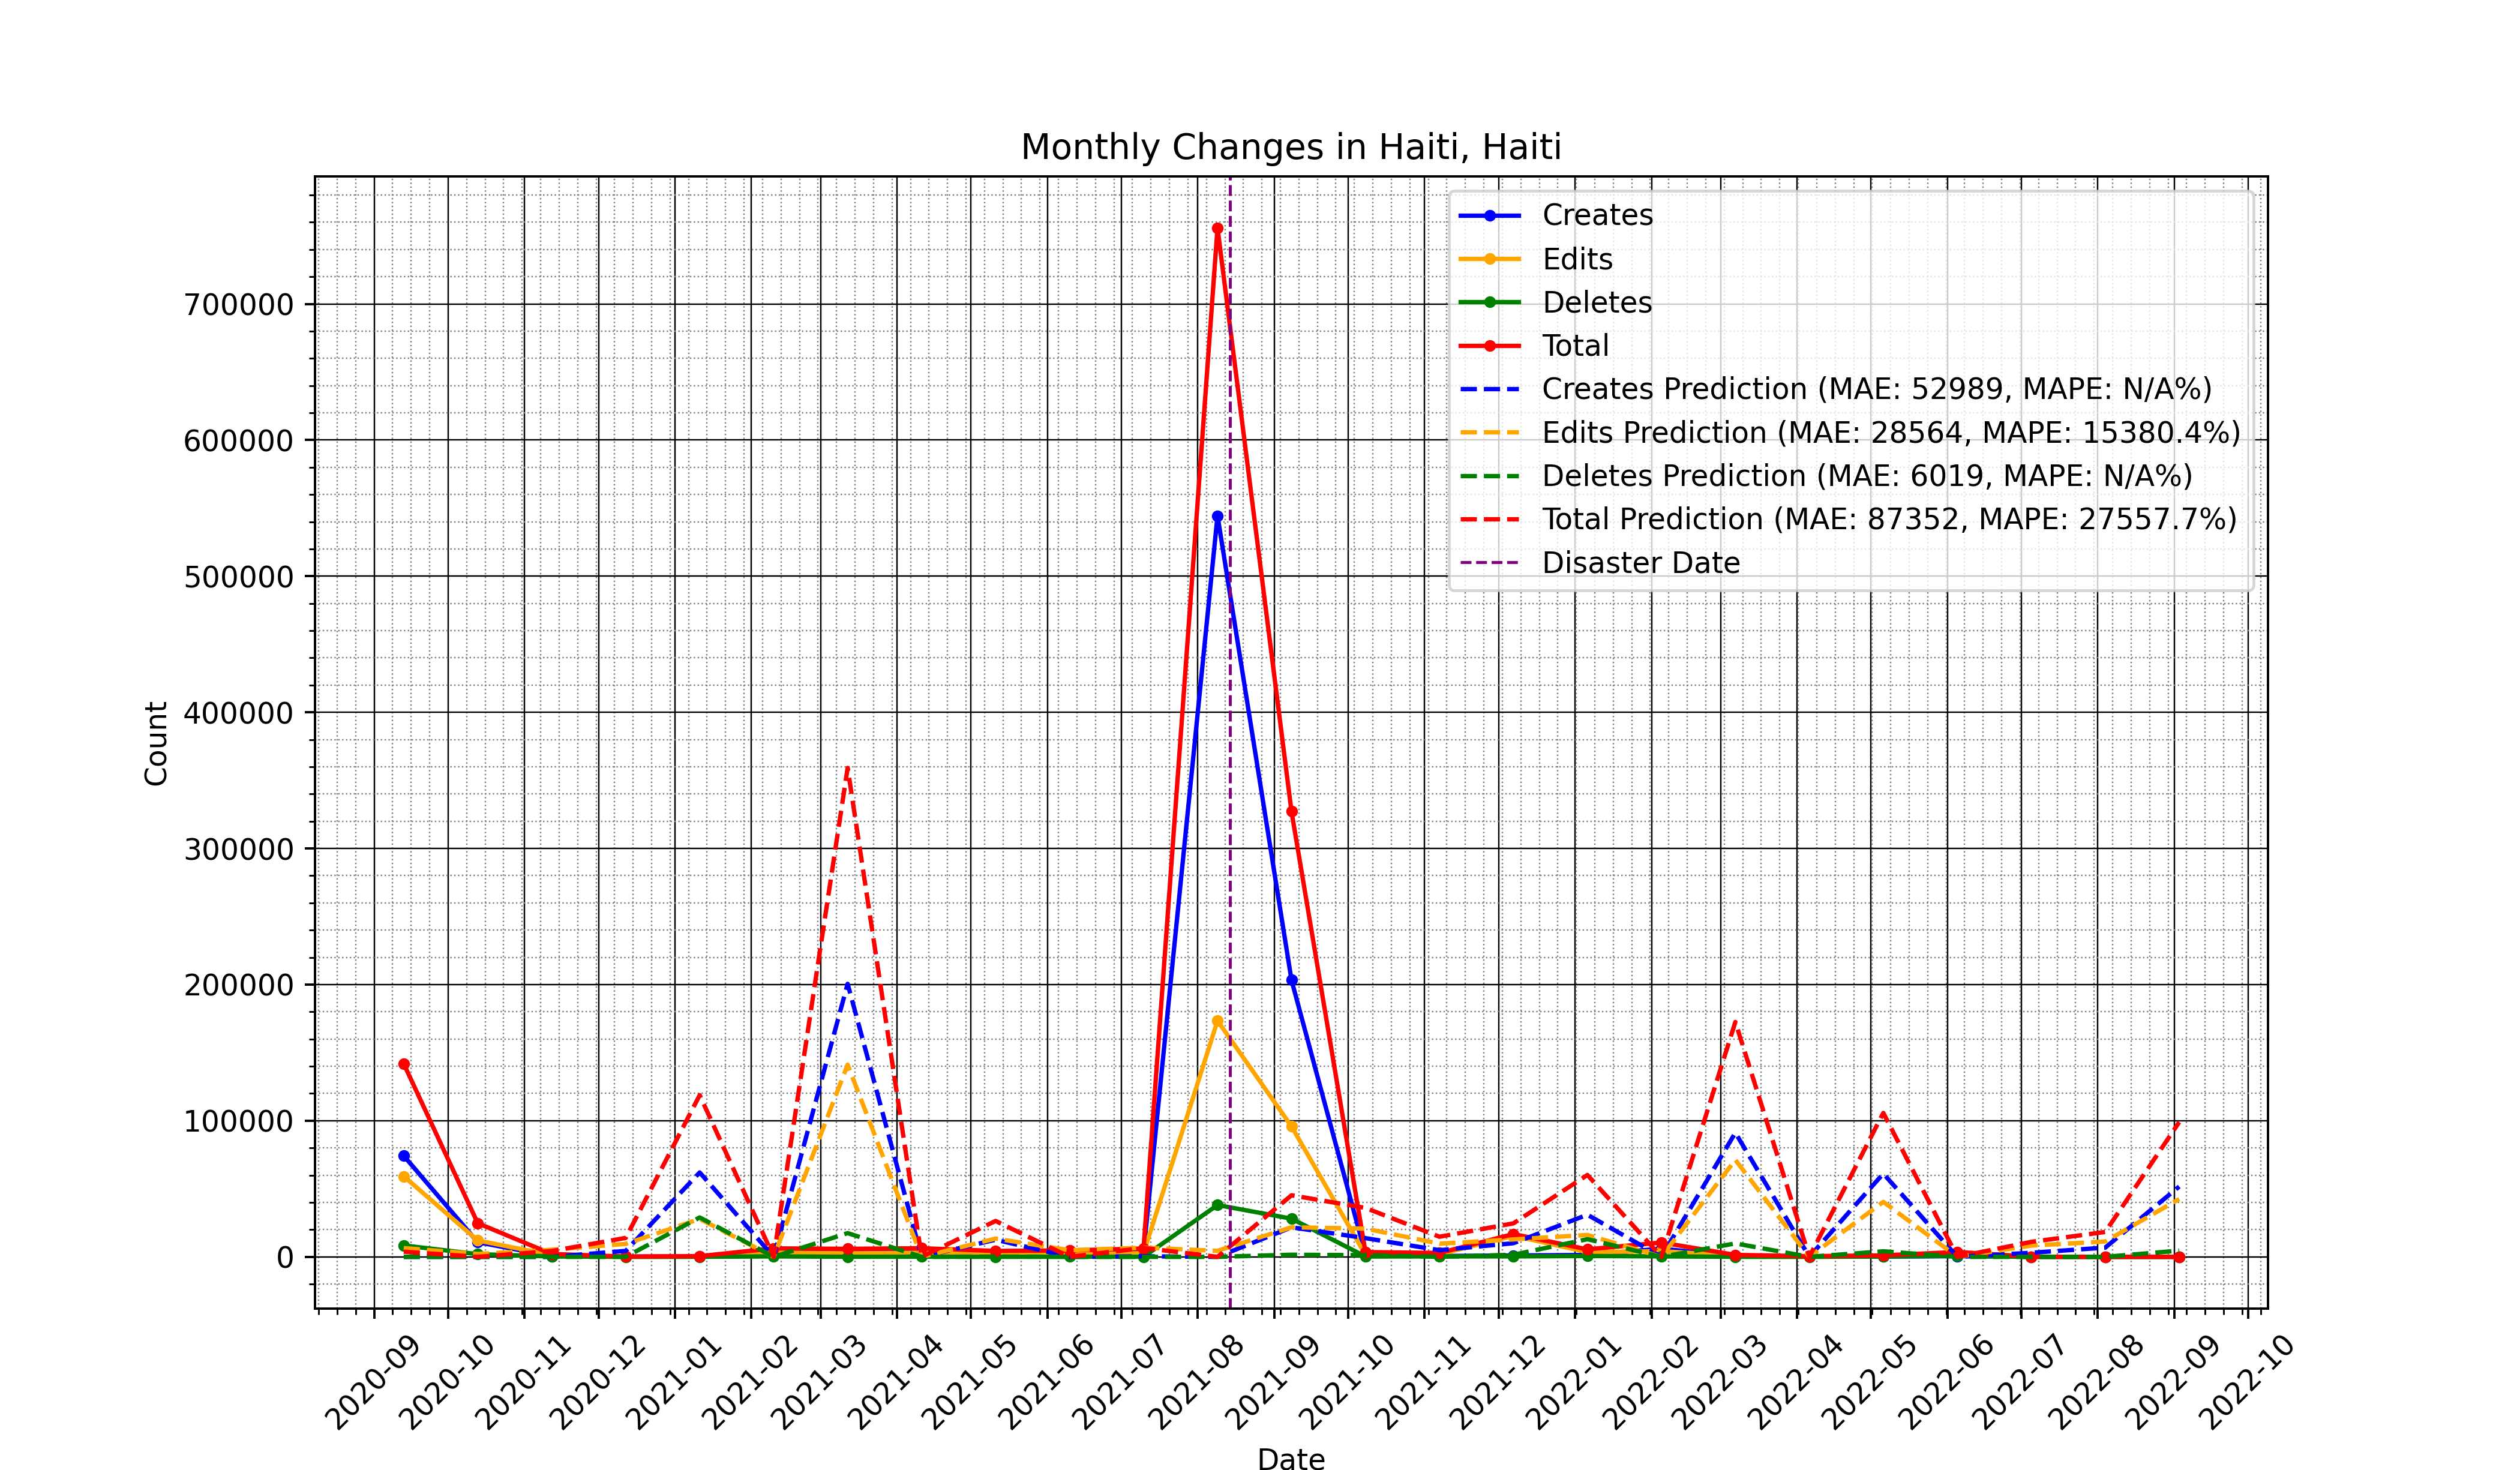 Monthly Changes in Haiti, Haiti
Creates
Edits
Deletes
Total
Creates Prediction (MAE: 52989, MAPE: N/A%)
Edits Prediction (MAE: 28564, MAPE: 15380.4%)
Deletes Prediction (MAE: 6019, MAPE: N/A%)
Total Prediction (MAE: 87352, MAPE: 27557.7%)
Disaster Date
Count
700000
600000
500000
400000
300000
200000
100000
0
2020-09
2020-10
2020-11
2020-12
2021-01
2021-02
2021-03
2021-04
2021-05
2021-06
2021-07
2021-08
2021-09
2021-10
2021-11
2021-12
2022-01
2022-02
2022-03
2022-04
2022-05
2022-06
2022-07
2022-08
2022-09
2022-10
Date